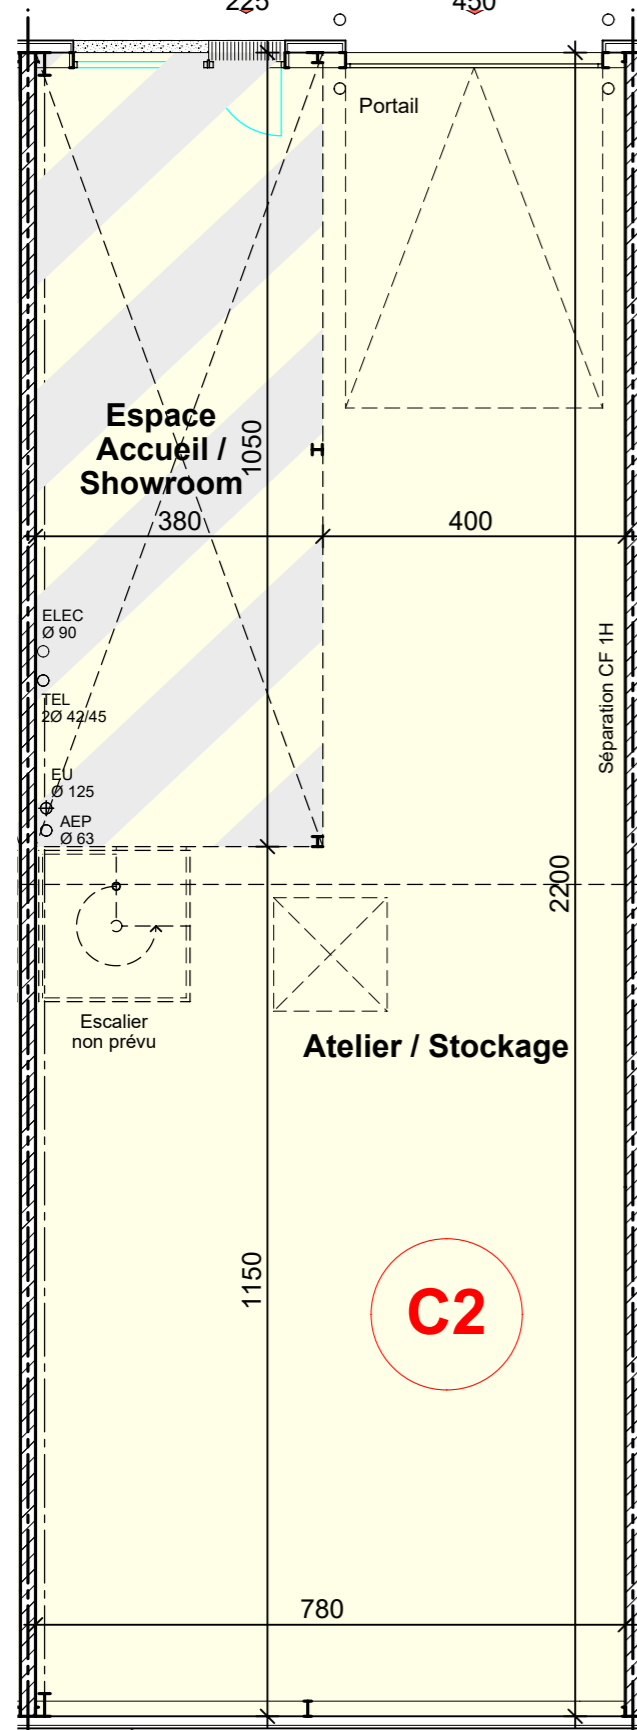 225
450
Portail
Espace
Accueil /
Showroom
1050
380
400
ELEC
Ø 90
TEL
2Ø 42/45
Séparation CF 1H
EU
Ø 125
AEP
Ø 63
2200
Escalier
non prévu
Atelier / Stockage
1150
C2
780